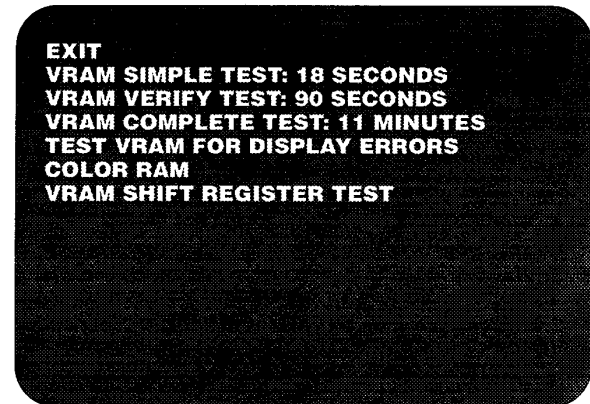 EXIT
VRAM SIMPLE TEST: 18 SECONDS
VRAM VERIFY TEST: 90 SECONDS
VRAM COMPLETE TEST: 11 MINUTES
TEST VRAM FOR DISPLAY ERRORS
COLOR RAM
VRAM SHIFT REGISTER TEST